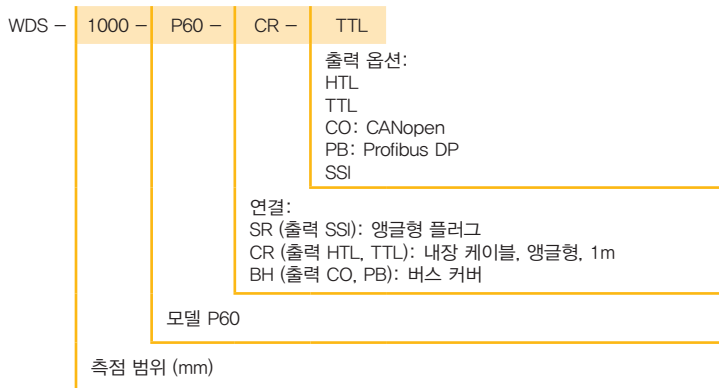 WDS – 1000 – P60 – CR – TTL
출력 옵션:
HTL
TTL
CO: CANopen
PB: Profibus DP
SSI
연결:
SR (출력 SSI): 앵글형 플러그
CR (출력 HTL, TTL): 내장 케이블, 앵글형, 1m
BH (출력 CO, PB): 버스 커버
모델 P60
측점 범위 (mm)